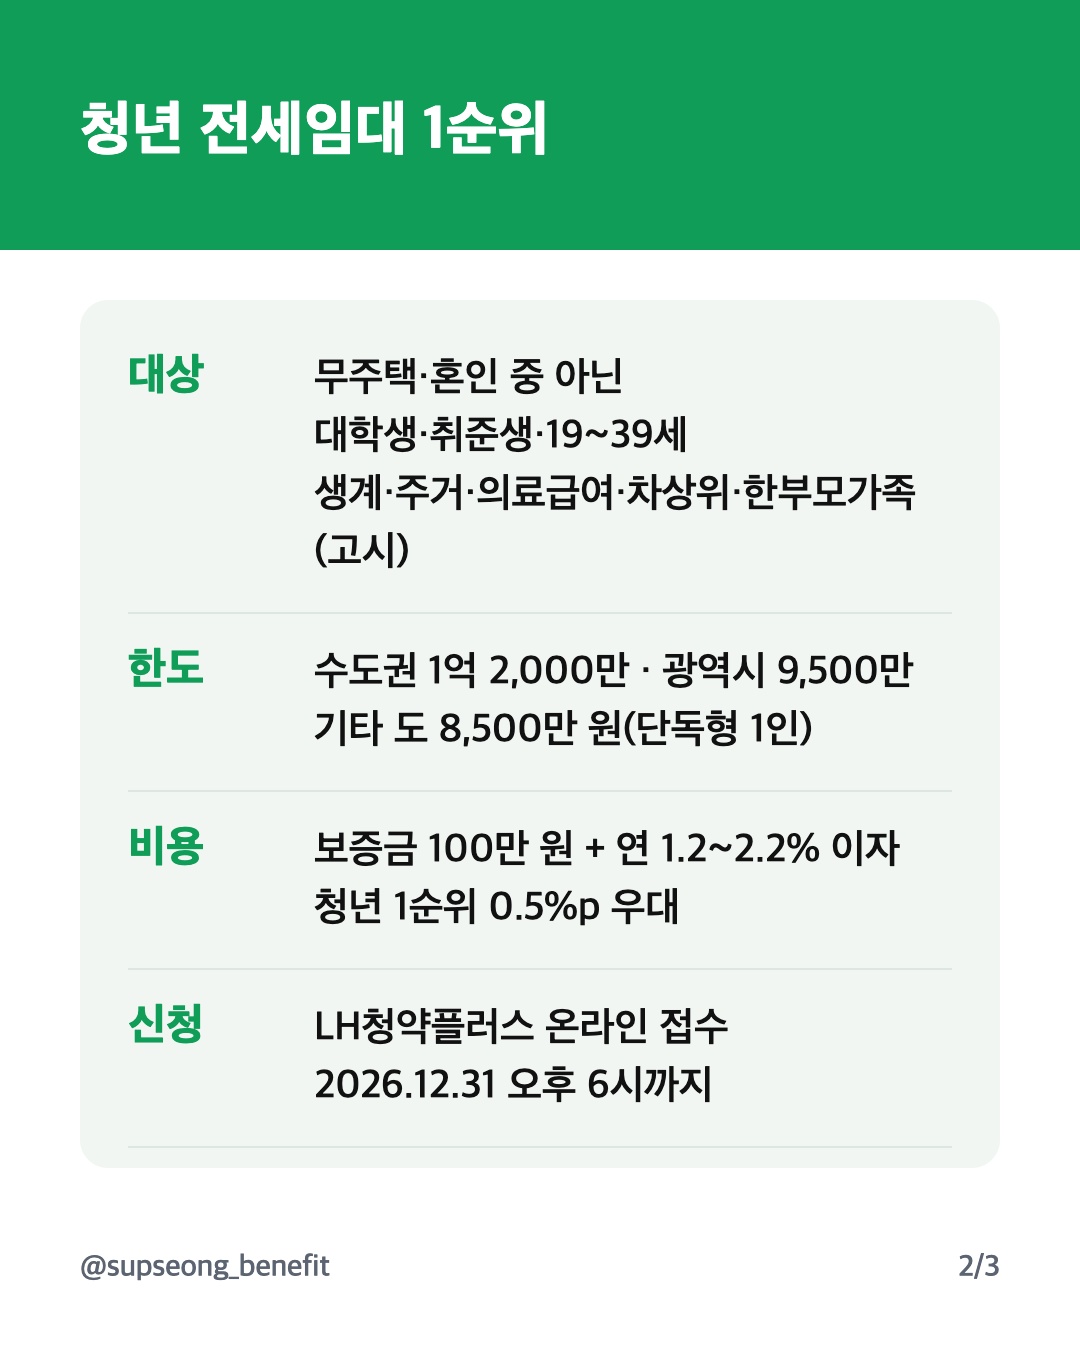 청년 전세임대 1순위
대상
무주택·혼인 중 아닌
대학생·취준생·19~39세
생계·주거·의료급여·차상위·한부모가족
(고시)
한도
수도권 1억 2,000만 · 광역시 9,500만
기타 도 8,500만 원(단독형 1인)
비용
보증금 100만 원 + 연 1.2~2.2% 이자
청년 1순위 0.5%p 우대
신청
LH청약플러스 온라인 접수
2026.12.31 오후 6시까지
@supseong_benefit
2/3